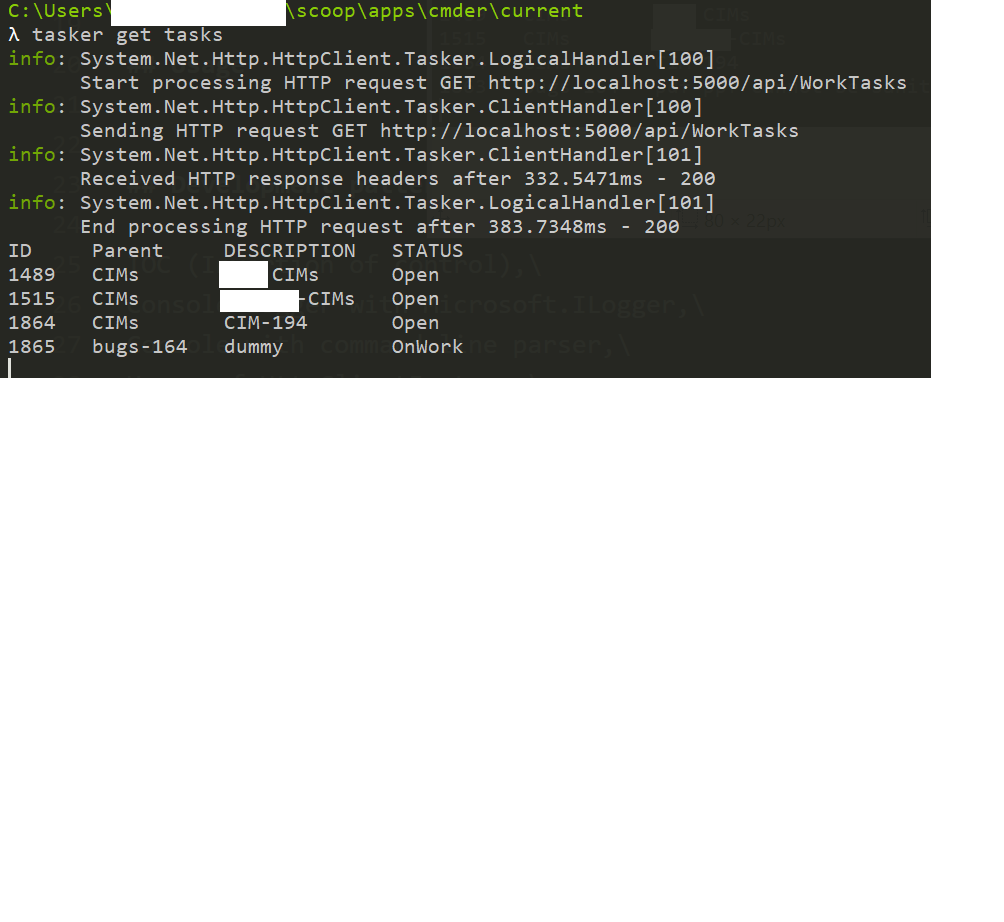 C:\Users\ \scoop\apps\cmder\current
λ tasker get tasks
info: System.Net.Http.HttpClient.Tasker.LogicalHandler[100]
      Start processing HTTP request GET http://localhost:5000/api/WorkTasks
info: System.Net.Http.HttpClient.Tasker.ClientHandler[100]
      Sending HTTP request GET http://localhost:5000/api/WorkTasks
info: System.Net.Http.HttpClient.Tasker.ClientHandler[101]
      Received HTTP response headers after 332.5471ms - 200
info: System.Net.Http.HttpClient.Tasker.LogicalHandler[101]
      End processing HTTP request after 383.7348ms - 200
ID     Parent     DESCRIPTION   STATUS
1489   CIMs       CIMs      Open
1515   CIMs       -CIMs   Open
1864   CIMs       CIM-194       Open
1865   bugs-164   dummy         OnWork